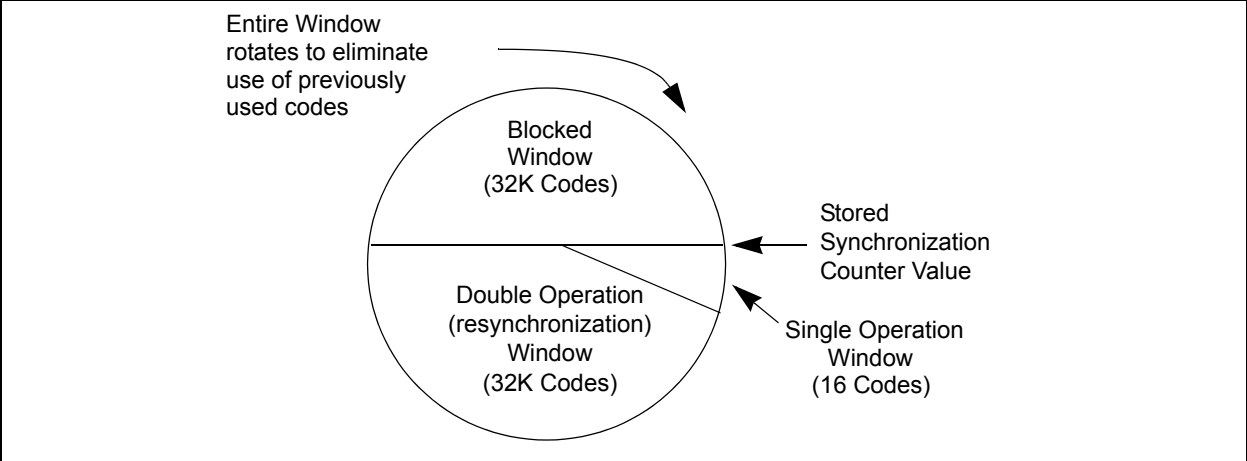 Entire Window
rotates to eliminate
use of previously
used codes
Blocked
Window
(32K Codes)
Stored
Synchronization
Counter Value
Double Operation
(resynchronization)
Window
(32K Codes)
Single Operation
Window
(16 Codes)